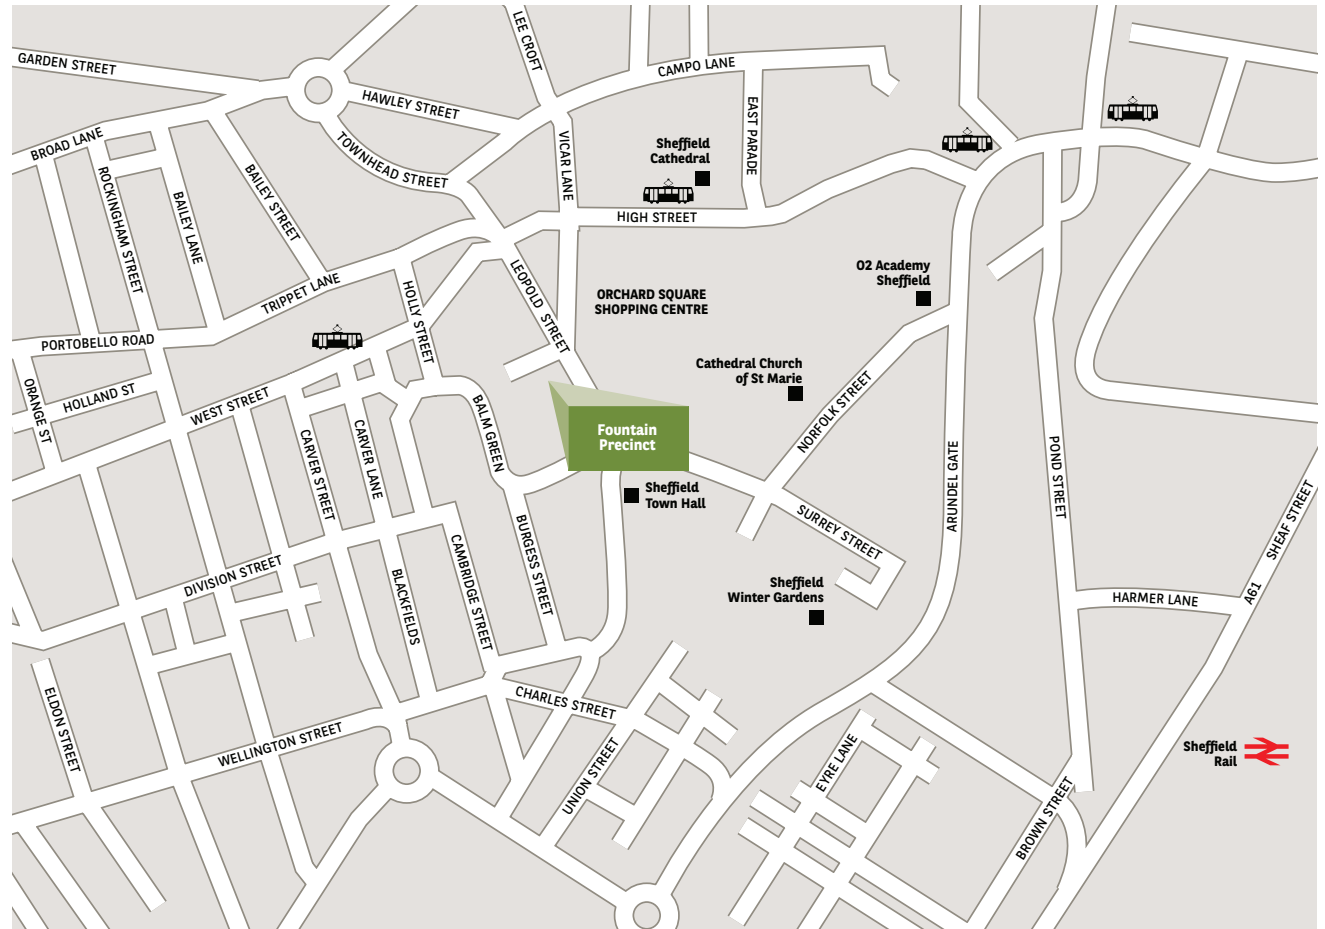 LEE CROFT
GARDEN STREET
CAMPO LANE
HAWLEY STREET
EAST PARADE
BROAD LANE
TOWNHEAD STREET
VICAR LANE
Sheffield
Cathedral
ROCKINGHAM STREET
BAILEY LANE
BAILEY STREET
HIGH STREET
TRIPPET LANE
LEOPOLD STREET
O2 Academy
Sheffield
ORCHARD SQUARE
SHOPPING CENTRE
HOLLY STREET
PORTOBELLO ROAD
Cathedral Church
of St Marie
ORANGE ST
HOLLAND ST
WEST STREET
NORFOLK STREET
BALM GREEN
CARVER STREET
CARVER LANE
Fountain
Precinct
ARUNDEL GATE
POND STREET
Sheffield
Town Hall
SURREY STREET
SHEAF STREET
BURGESS STREET
CAMBRIDGE STREET
DIVISION STREET
BLACKFIELDS
Sheffield
Winter Gardens
HARMER LANE
A61
ELDON STREET
CHARLES STREET
WELLINGTON STREET
UNION STREET
EYRE LANE
Sheffield
Rail
BROWN STREET